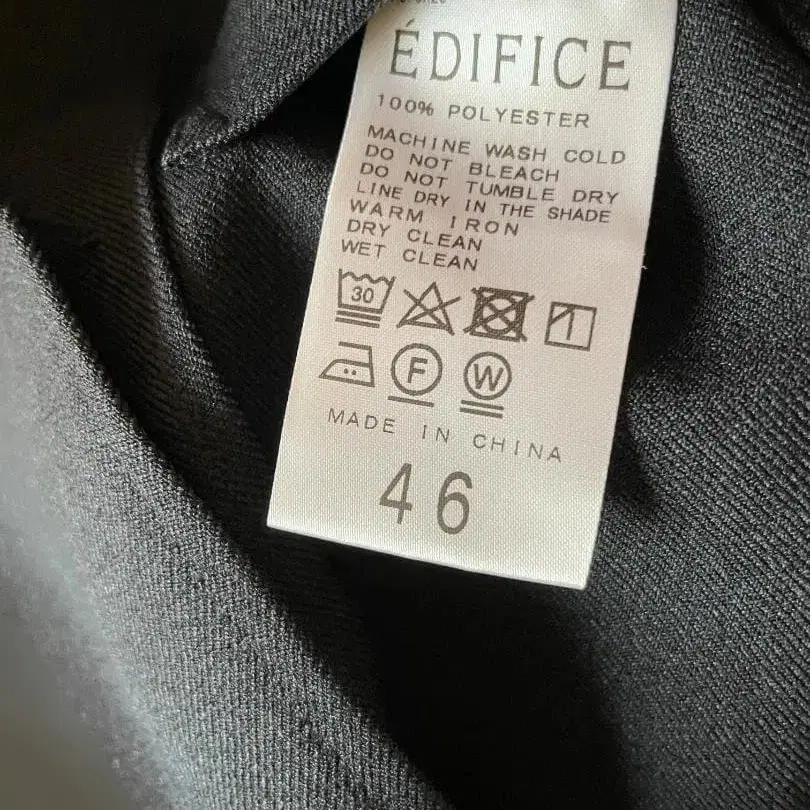 ÉDIFICE
100% POLYESTER
MACHINE WASH COLD
DO NOT BLEACH
DO NOT TUMBLE DRY
LINE DRY IN THE SHADE
WARM IRON
DRY CLEAN
WET CLEAN
30
F W
MADE IN CHINA
46